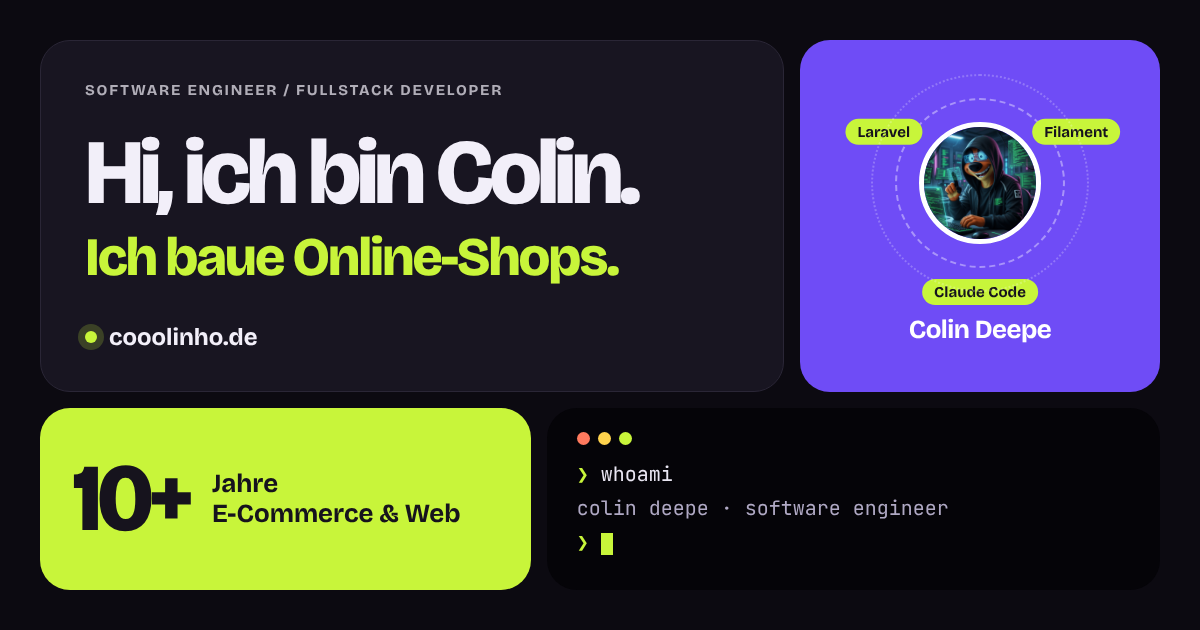 SOFTWARE ENGINEER / FULLSTACK DEVELOPER
Hi, ich bin Colin.
Ich baue Online-Shops.
cooolinho.de
Laravel
Filament
Claude Code
Colin Deepe
10+
Jahre
E-Commerce & Web
❯ whoami
colin deepe · software engineer
❯